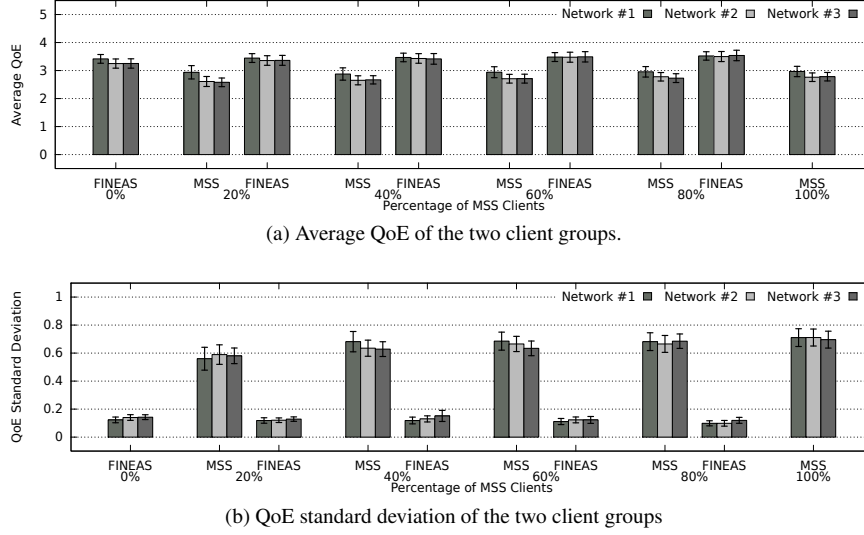 Network #1 Network #2 Network #3
5
4
3
2
1
0
Average QoE
FINEAS MSS FINEAS MSS FINEAS MSS FINEAS MSS FINEAS MSS
0% 20% 40% 60% 80% 100%
Percentage of MSS Clients
(a) Average QoE of the two client groups.
Network #1 Network #2 Network #3
1
0.8
0.6
0.4
0.2
0
QoE Standard Deviation
FINEAS MSS FINEAS MSS FINEAS MSS FINEAS MSS FINEAS MSS
0% 20% 40% 60% 80% 100%
Percentage of MSS Clients
(b) QoE standard deviation of the two client groups